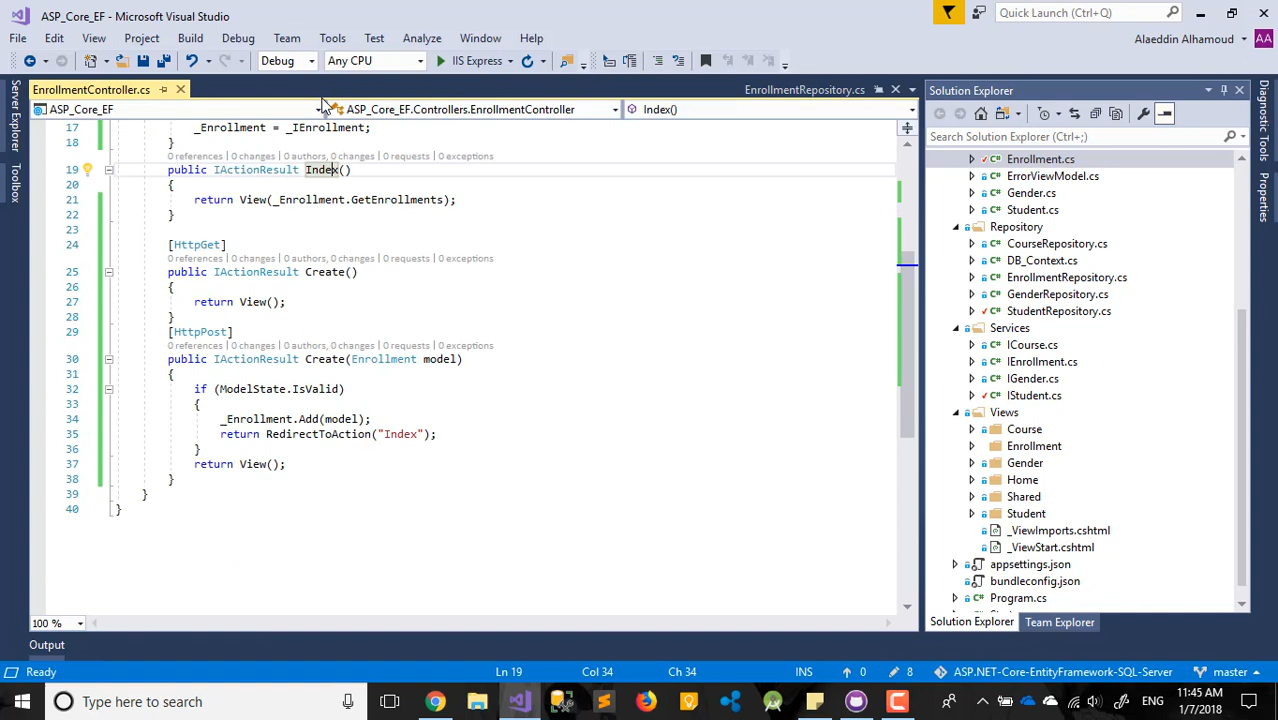 ASP_Core_EF - Microsoft Visual Studio
Quick Launch (Ctrl+Q)
File Edit View Project Build Debug Team Tools Test Analyze Window Help
Alaeddin Alhamoud AA
Debug Any CPU IIS Express
EnrollmentController.cs
EnrollmentRepository.cs
Solution Explorer
ASP_Core_EF
ASP_Core_EF.Controllers.EnrollmentController
Index()
Search Solution Explorer (Ctrl+;)
Server Explorer
Toolbox
Properties
17 _Enrollment = _IEnrollment;
18 }
0 references | 0 changes | 0 authors, 0 changes | 0 requests | 0 exceptions
19 public IActionResult Index()
20 {
21 return View(_Enrollment.GetEnrollments);
22 }
23
24 [HttpGet]
0 references | 0 changes | 0 authors, 0 changes | 0 requests | 0 exceptions
25 public IActionResult Create()
26 {
27 return View();
28 }
29 [HttpPost]
0 references | 0 changes | 0 authors, 0 changes | 0 requests | 0 exceptions
30 public IActionResult Create(Enrollment model)
31 {
32 if (ModelState.IsValid)
33 {
34 _Enrollment.Add(model);
35 return RedirectToAction("Index");
36 }
37 return View();
38 }
39 }
40 }
C# Enrollment.cs
C# ErrorViewModel.cs
C# Gender.cs
C# Student.cs
Repository
C# CourseRepository.cs
C# DB_Context.cs
C# EnrollmentRepository.cs
C# GenderRepository.cs
C# StudentRepository.cs
Services
C# ICourse.cs
C# IEnrollment.cs
C# IGender.cs
C# IStudent.cs
Views
Course
Enrollment
Gender
Home
Shared
Student
_ViewImports.cshtml
_ViewStart.cshtml
appsettings.json
bundleconfig.json
C# Program.cs
100 %
Solution Explorer Team Explorer
Output
Ready Ln 19 Col 34 Ch 34 INS 0 8 ASP.NET-Core-EntityFramework-SQL-Server master
Type here to search
ENG
11:45 AM
1/7/2018